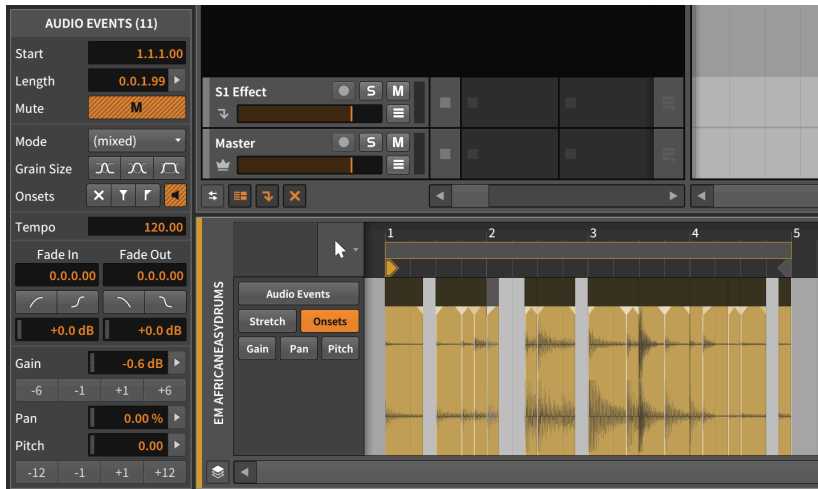 AUDIO EVENTS (11)
Start 1.1.1.00
Length 0.0.1.99
Mute M
Mode (mixed)
Grain Size
Onsets
Tempo 120.00
Fade In Fade Out
0.0.0.00 0.0.0.00
+0.0 dB +0.0 dB
Gain -0.6 dB
-6 -1 +1 +6
Pan 0.00 %
Pitch 0.00
-12 -1 +1 +12
S1 Effect S M
Master S M
1 2 3 4 5
EM AFRICANEASYDRUMS
Audio Events
Stretch Onsets
Gain Pan Pitch